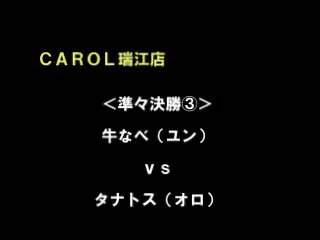 ＣＡＲＯＬ瑞江店
＜準々決勝③＞
牛なべ（ユン）
ｖｓ
タナトス（オロ）